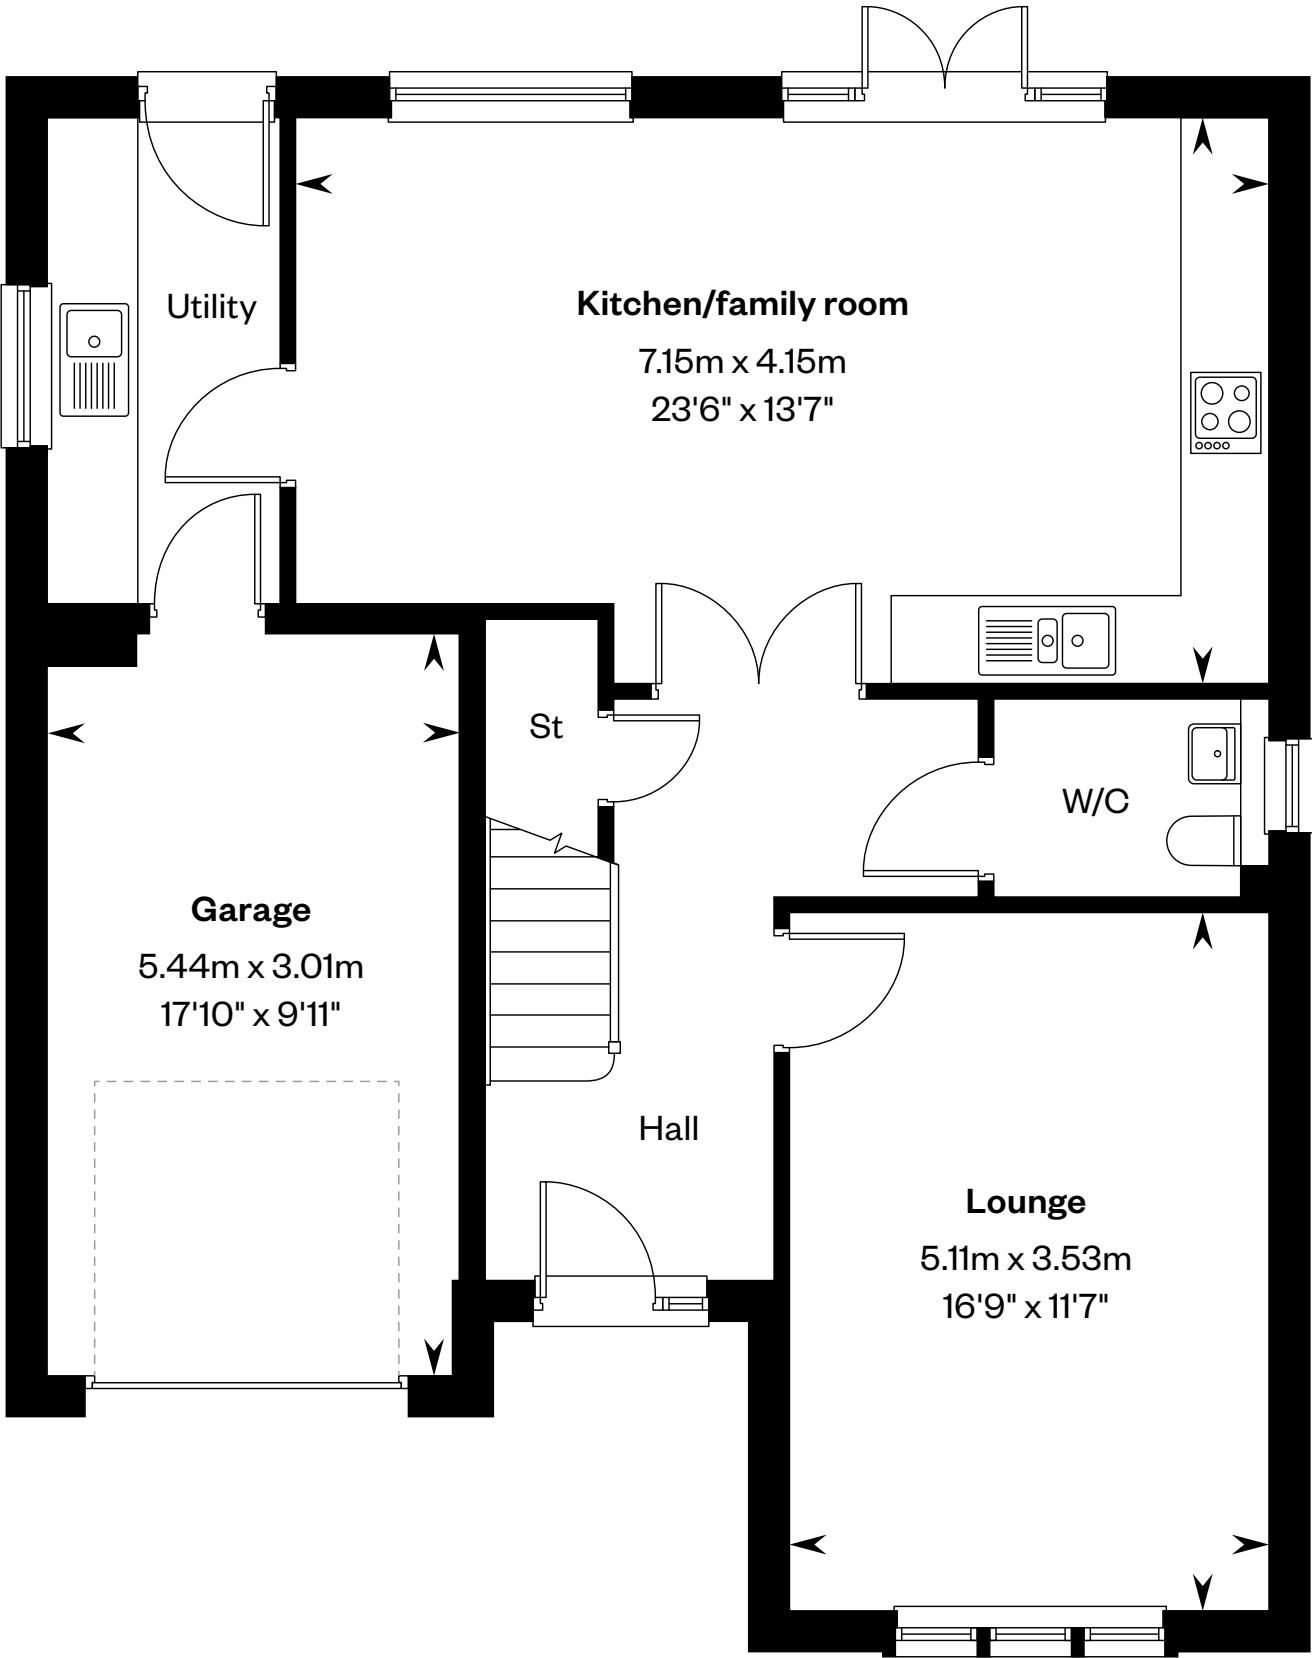 Utility
Kitchen/family room
7.15m x 4.15m
23'6" x 13'7"
St
W/C
Garage
5.44m x 3.01m
17'10" x 9'11"
Hall
Lounge
5.11m x 3.53m
16'9" x 11'7"